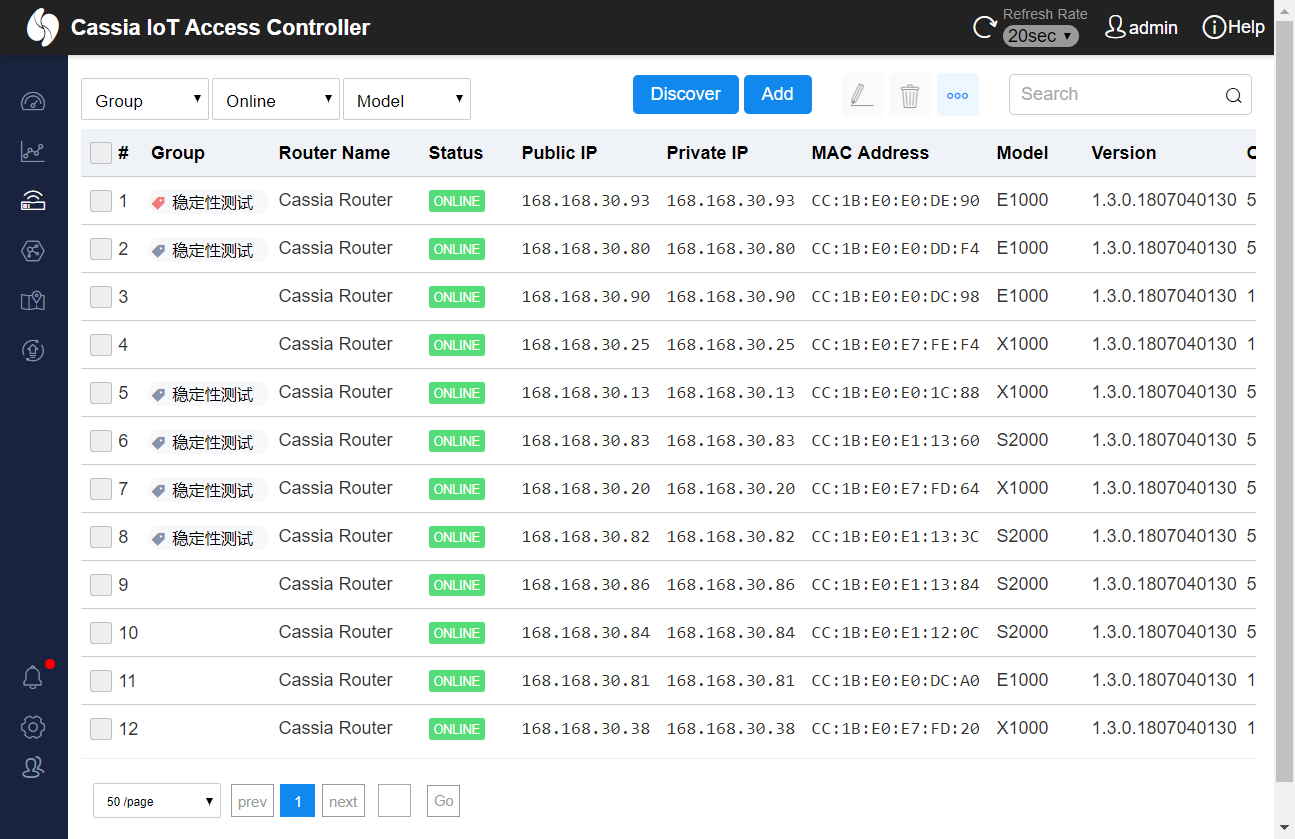 Cassia IoT Access Controller
Refresh Rate
20sec
admin
Help
Group Online Model Discover Add Search
# Group Router Name Status Public IP Private IP MAC Address Model Version
1 稳定性测试 Cassia Router ONLINE 168.168.30.93 168.168.30.93 CC:1B:E0:E0:DE:90 E1000 1.3.0.1807040130 5
2 稳定性测试 Cassia Router ONLINE 168.168.30.80 168.168.30.80 CC:1B:E0:E0:DD:F4 E1000 1.3.0.1807040130 5
3 Cassia Router ONLINE 168.168.30.90 168.168.30.90 CC:1B:E0:E0:DC:98 E1000 1.3.0.1807040130 1
4 Cassia Router ONLINE 168.168.30.25 168.168.30.25 CC:1B:E0:E7:FE:F4 X1000 1.3.0.1807040130 1
5 稳定性测试 Cassia Router ONLINE 168.168.30.13 168.168.30.13 CC:1B:E0:E0:1C:88 X1000 1.3.0.1807040130 5
6 稳定性测试 Cassia Router ONLINE 168.168.30.83 168.168.30.83 CC:1B:E0:E1:13:60 S2000 1.3.0.1807040130 5
7 稳定性测试 Cassia Router ONLINE 168.168.30.20 168.168.30.20 CC:1B:E0:E7:FD:64 X1000 1.3.0.1807040130 5
8 稳定性测试 Cassia Router ONLINE 168.168.30.82 168.168.30.82 CC:1B:E0:E1:13:3C S2000 1.3.0.1807040130 5
9 Cassia Router ONLINE 168.168.30.86 168.168.30.86 CC:1B:E0:E1:13:84 S2000 1.3.0.1807040130 5
10 Cassia Router ONLINE 168.168.30.84 168.168.30.84 CC:1B:E0:E1:12:0C S2000 1.3.0.1807040130 5
11 Cassia Router ONLINE 168.168.30.81 168.168.30.81 CC:1B:E0:E0:DC:A0 E1000 1.3.0.1807040130 1
12 Cassia Router ONLINE 168.168.30.38 168.168.30.38 CC:1B:E0:E7:FD:20 X1000 1.3.0.1807040130 1
50 /page prev 1 next Go